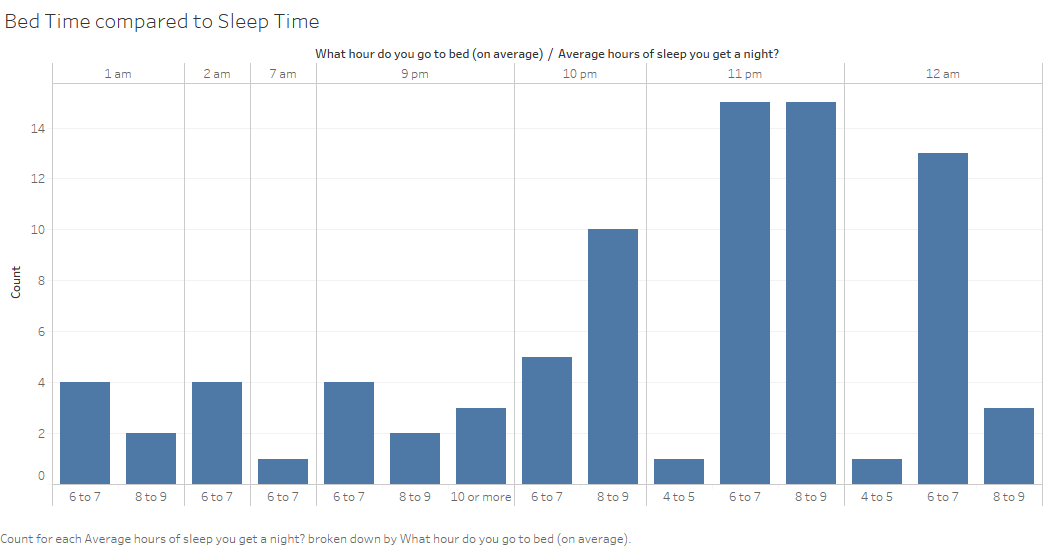 Bed Time compared to Sleep Time
What hour do you go to bed (on average) / Average hours of sleep you get a night?
1 am 2 am 7 am 9 pm 10 pm 11 pm 12 am
14
12
10
8
6
4
2
0
Count
6 to 7 8 to 9 6 to 7 6 to 7 6 to 7 8 to 9 10 or more 6 to 7 8 to 9 4 to 5 6 to 7 8 to 9 4 to 5 6 to 7 8 to 9
Count for each Average hours of sleep you get a night? broken down by What hour do you go to bed (on average).